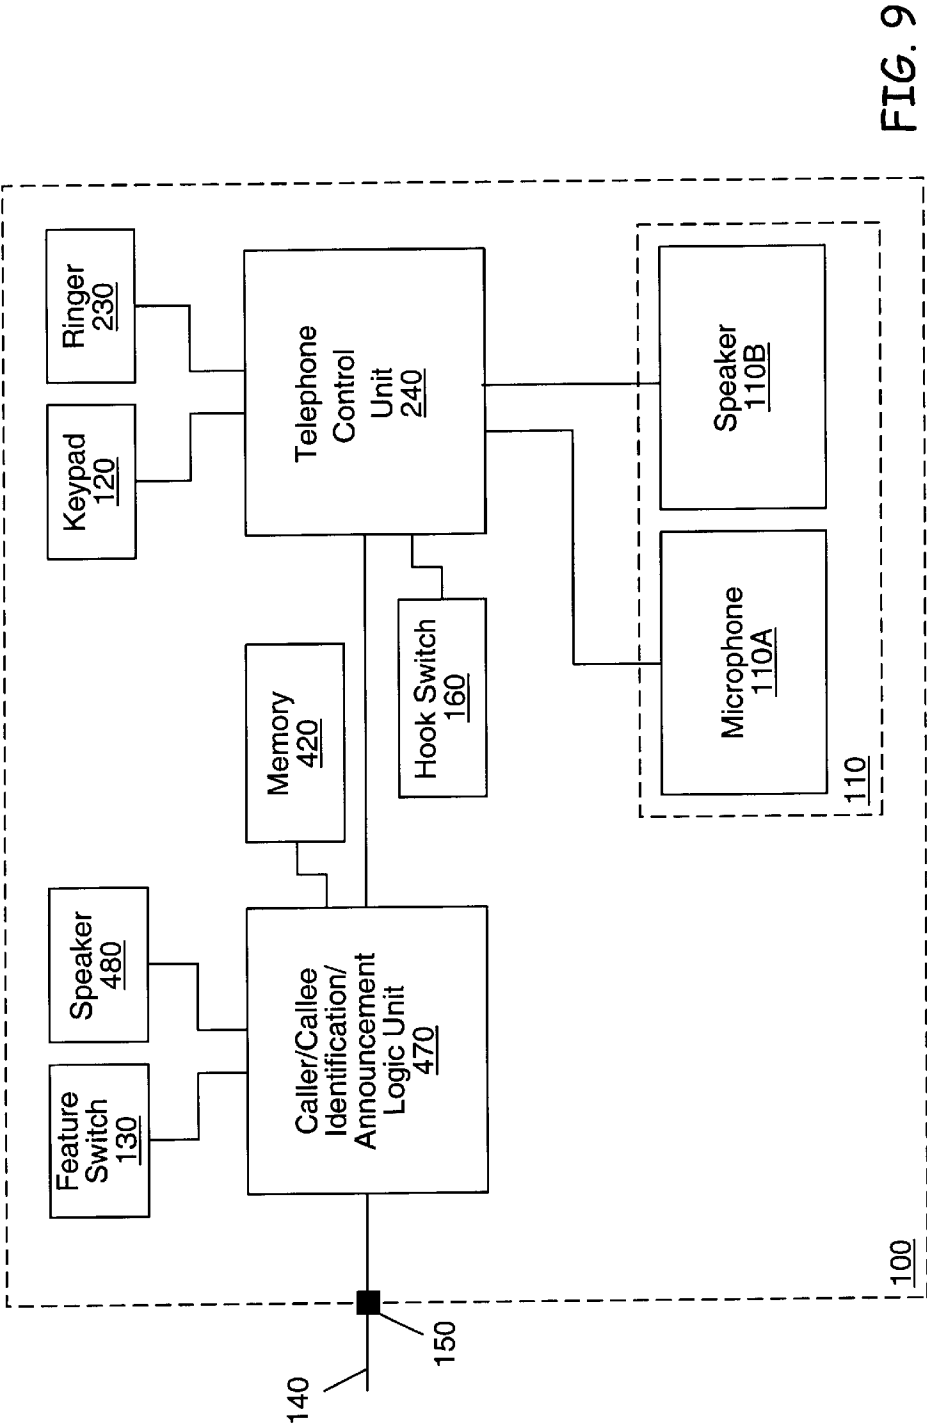 Feature
Switch
130
Speaker
480
Keypad
120
Ringer
230
Caller/Callee
Identification/
Announcement
Logic Unit
470
Memory
420
Telephone
Control
Unit
240
Hook Switch
160
140
150
Microphone
110A
Speaker
110B
110
100
FIG. 9